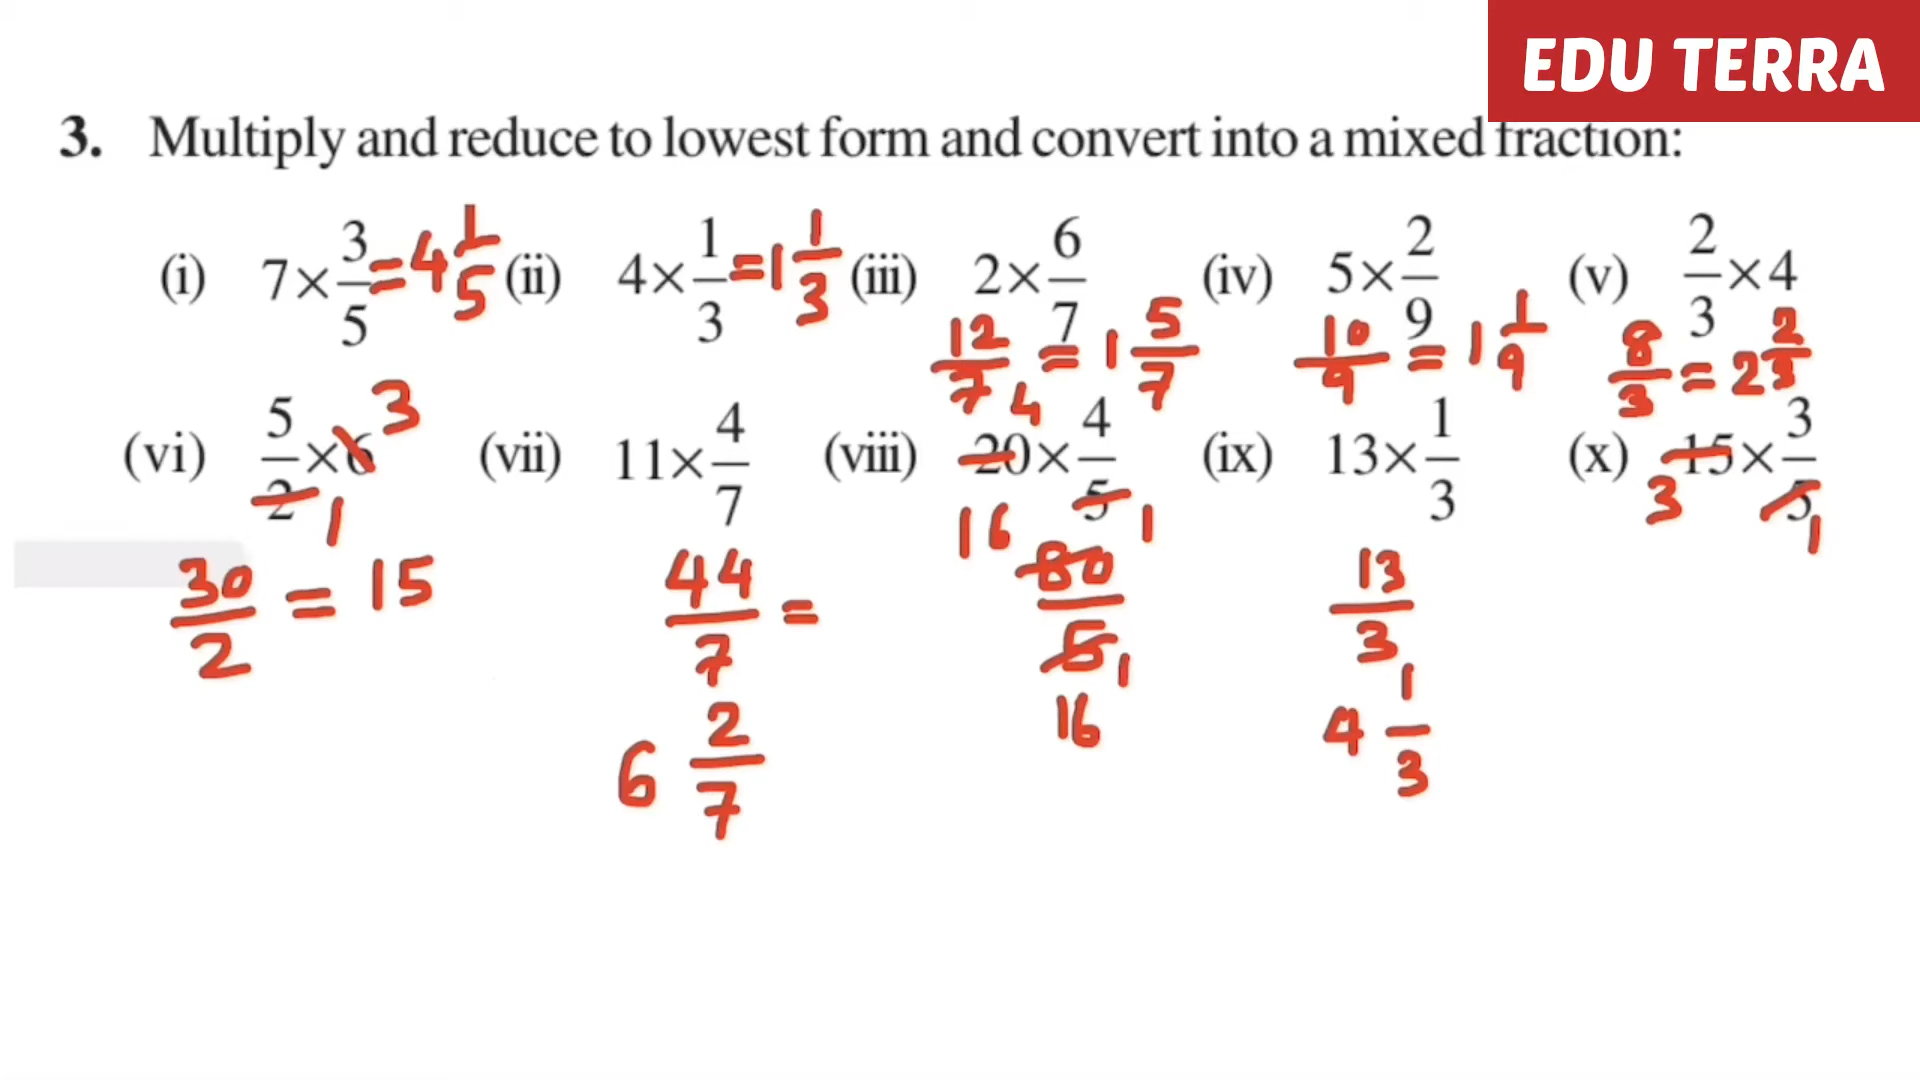 EDU TERRA
3. Multiply and reduce to lowest form and convert into a mixed fraction:
(i) 7 × 3/5 = 4 1/5 (ii) 4 × 1/3 = 1 1/3 (iii) 2 × 6/7 (iv) 5 × 2/9 (v) 2/3 × 4
12/7 = 1 5/7 10/9 = 1 1/9 8/3 = 2 2/3
3 4
(vi) 5/2 × 6 (vii) 11 × 4/7 (viii) 20 × 4/5 (ix) 13 × 1/3 (x) 15 × 3/5
1 16 1 3 1
30/2 = 15 44/7 = 80/5 1 13/3
6 2/7 16 4 1/3